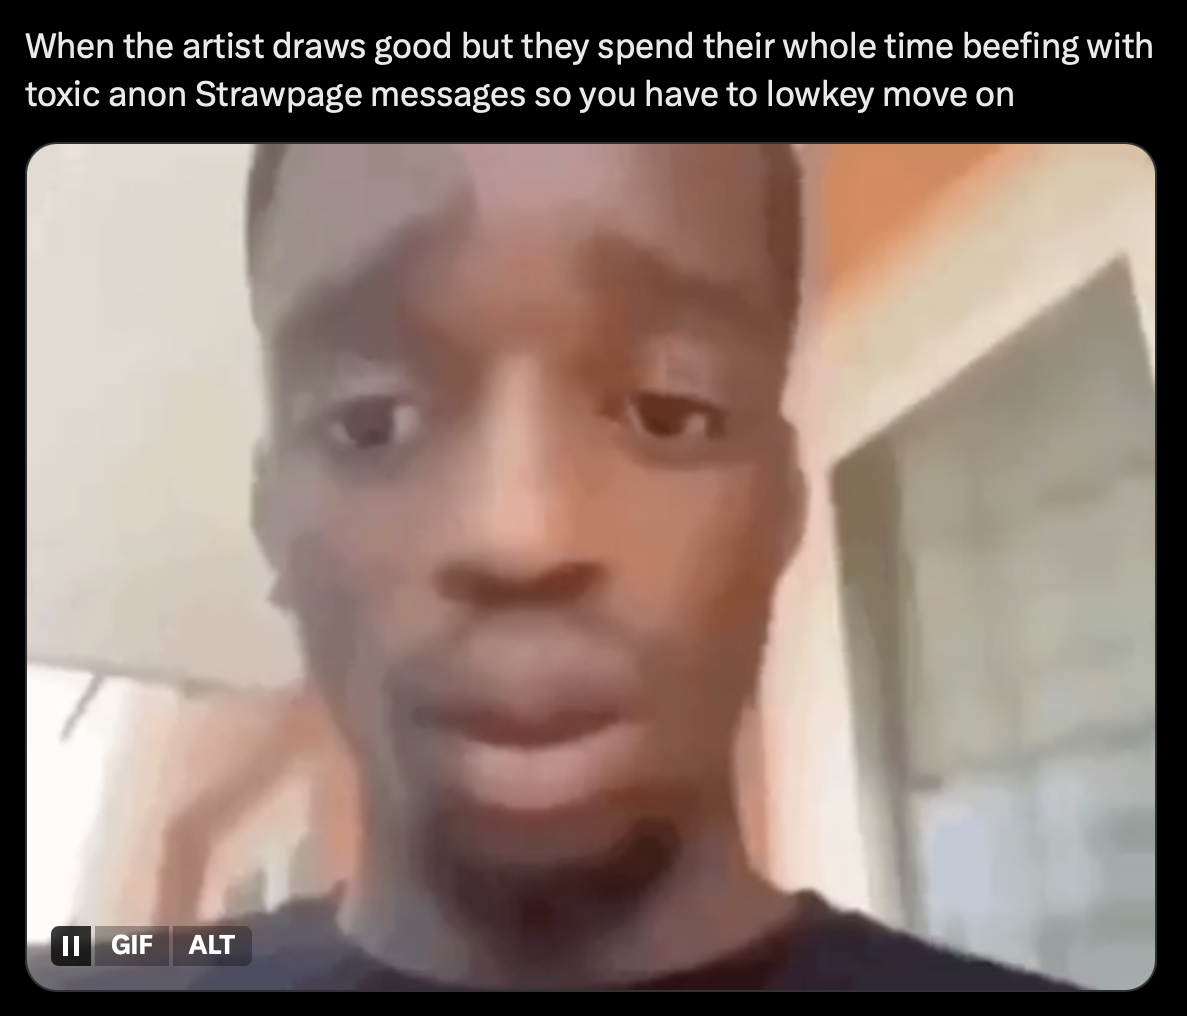 When the artist draws good but they spend their whole time beefing with
toxic anon Strawpage messages so you have to lowkey move on
GIF
ALT